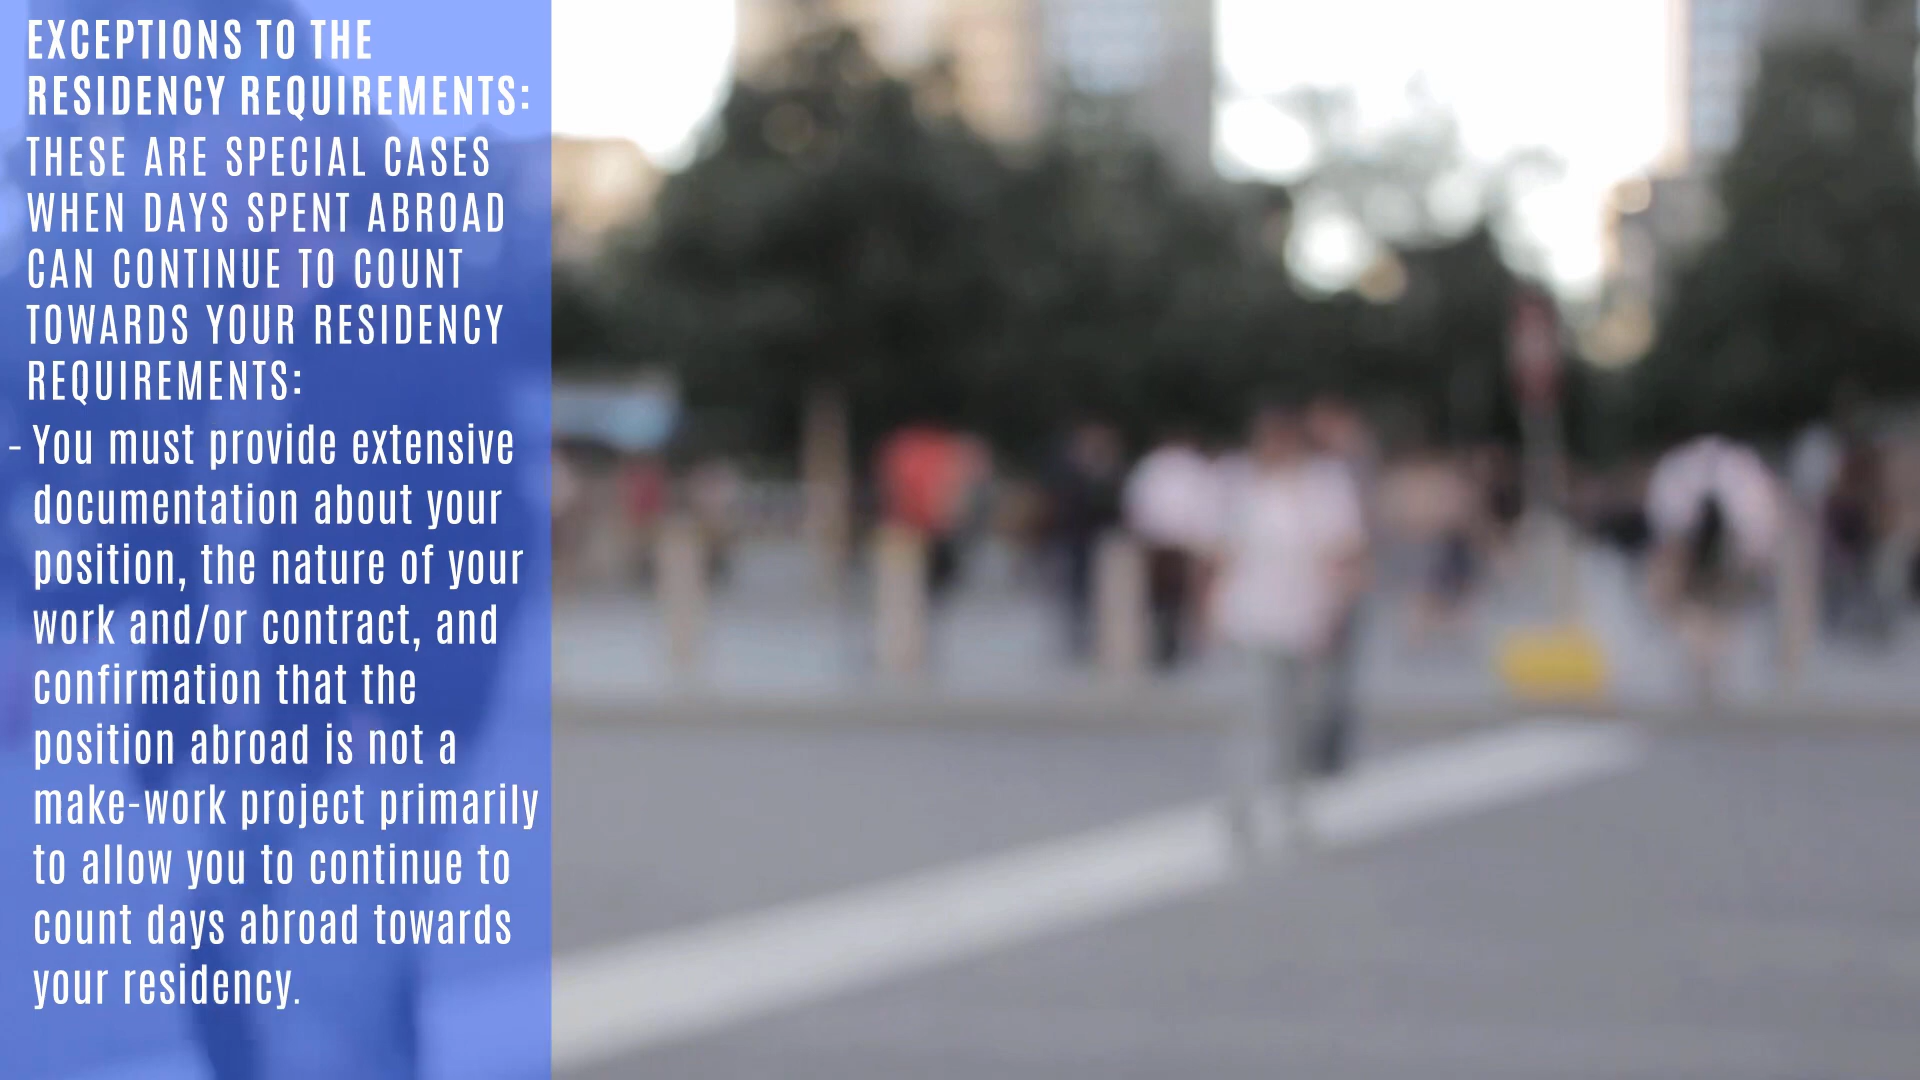 EXCEPTIONS TO THE
RESIDENCY REQUIREMENTS:
THESE ARE SPECIAL CASES
WHEN DAYS SPENT ABROAD
CAN CONTINUE TO COUNT
TOWARDS YOUR RESIDENCY
REQUIREMENTS:
- You must provide extensive
documentation about your
position, the nature of your
work and/or contract, and
confirmation that the
position abroad is not a
make-work project primarily
to allow you to continue to
count days abroad towards
your residency.